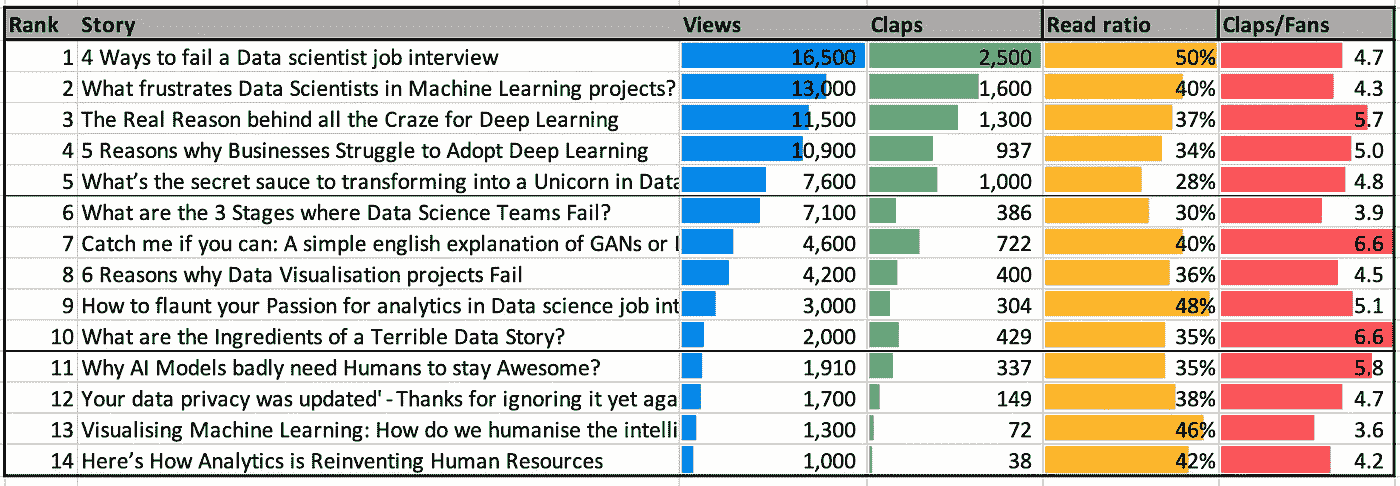 Rank Story Views Claps Read ratio Claps/Fans
1 4 Ways to fail a Data scientist job interview 16,500 2,500 50% 4.7
2 What frustrates Data Scientists in Machine Learning projects? 13,000 1,600 40% 4.3
3 The Real Reason behind all the Craze for Deep Learning 11,500 1,300 37% 5.7
4 5 Reasons why Businesses Struggle to Adopt Deep Learning 10,900 937 34% 5.0
5 What’s the secret sauce to transforming into a Unicorn in Data 7,600 1,000 28% 4.8
6 What are the 3 Stages where Data Science Teams Fail? 7,100 386 30% 3.9
7 Catch me if you can: A simple english explanation of GANs or 4,600 722 40% 6.6
8 6 Reasons why Data Visualisation projects Fail 4,200 400 36% 4.5
9 How to flaunt your Passion for analytics in Data science job int 3,000 304 48% 5.1
10 What are the Ingredients of a Terrible Data Story? 2,000 429 35% 6.6
11 Why AI Models badly need Humans to stay Awesome? 1,910 337 35% 5.8
12 Your data privacy was updated' - Thanks for ignoring it yet aga 1,700 149 38% 4.7
13 Visualising Machine Learning: How do we humanise the intelli 1,300 72 46% 3.6
14 Here’s How Analytics is Reinventing Human Resources 1,000 38 42% 4.2